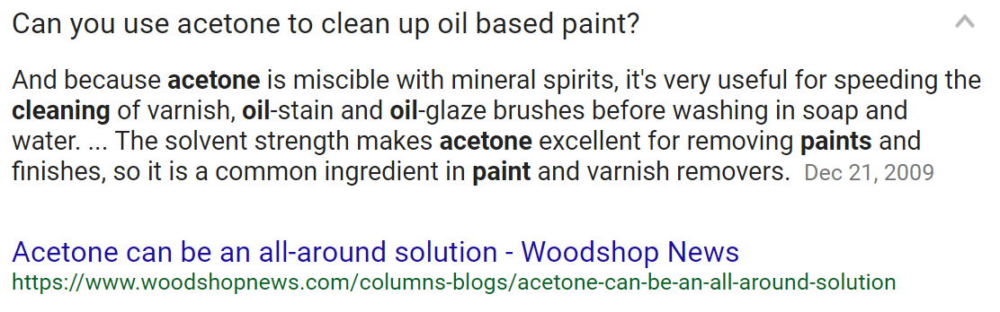 Can you use acetone to clean up oil based paint?
And because acetone is miscible with mineral spirits, it's very useful for speeding the
cleaning of varnish, oil-stain and oil-glaze brushes before washing in soap and
water. ... The solvent strength makes acetone excellent for removing paints and
finishes, so it is a common ingredient in paint and varnish removers. Dec 21, 2009
Acetone can be an all-around solution - Woodshop News
https://www.woodshopnews.com/columns-blogs/acetone-can-be-an-all-around-solution